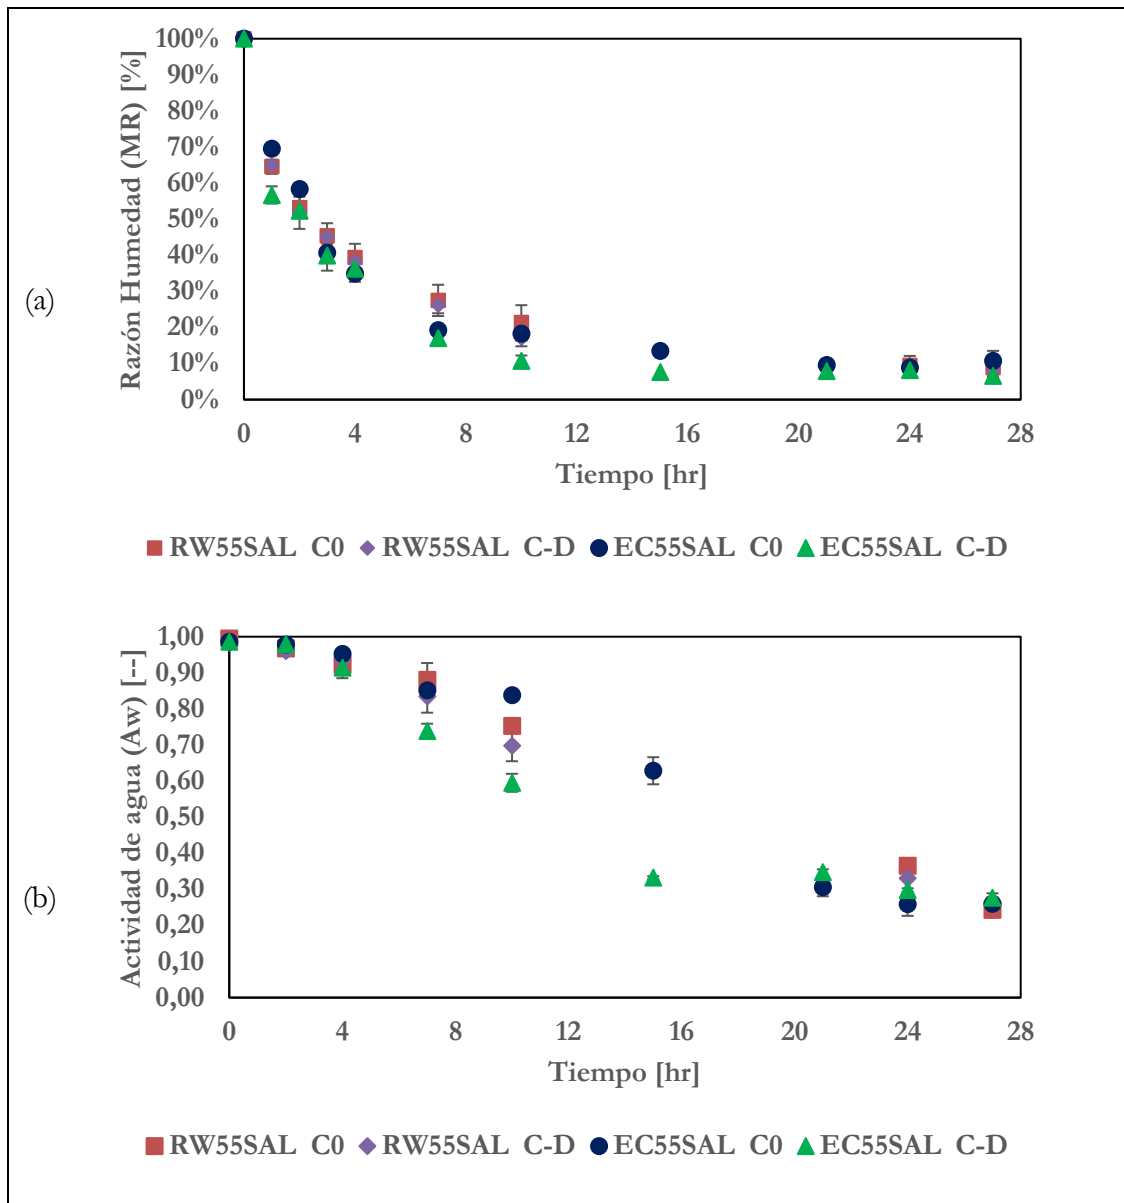 100%
90%
80%
70%
60%
50%
40%
30%
20%
10%
0%
Razón Humedad (MR) [%]
(a)
0 4 8 12 16 20 24 28
Tiempo [hr]
RW55SAL C0 RW55SAL C-D EC55SAL C0 EC55SAL C-D
1,00
0,90
0,80
0,70
0,60
0,50
0,40
0,30
0,20
0,10
0,00
Actividad de agua (Aw) [--]
(b)
0 4 8 12 16 20 24 28
Tiempo [hr]
RW55SAL C0 RW55SAL C-D EC55SAL C0 EC55SAL C-D